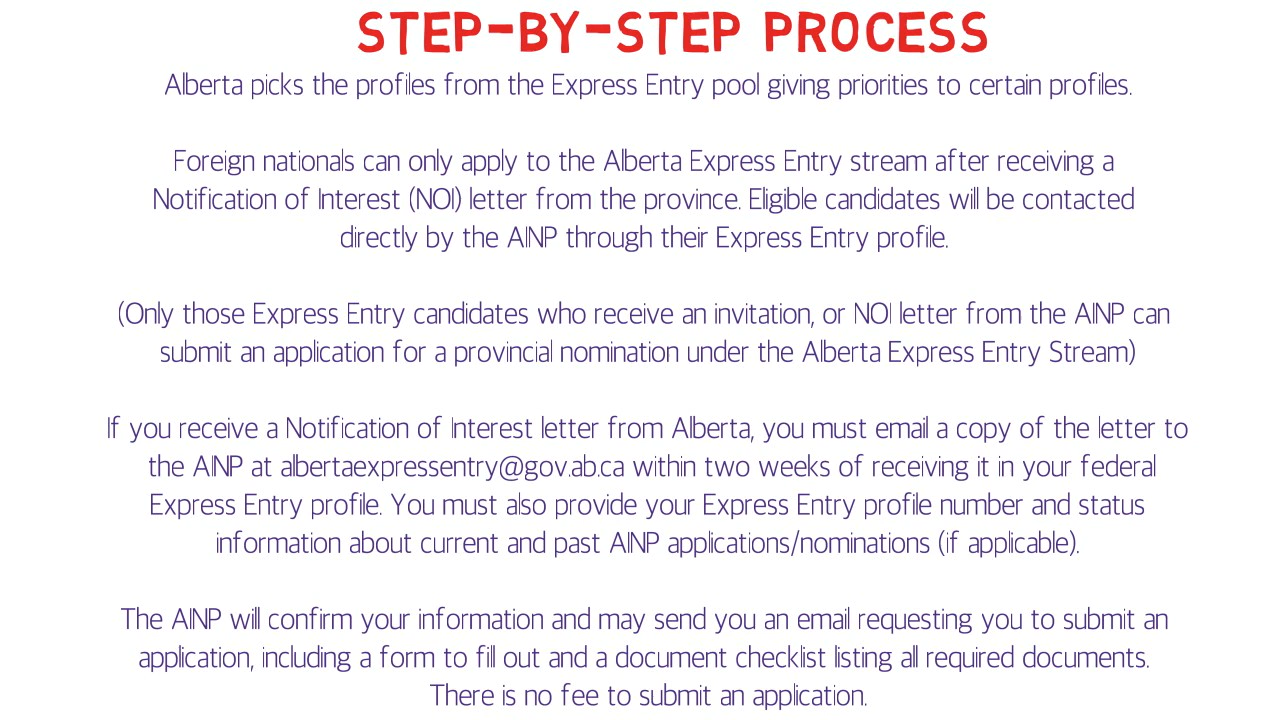 STEP-BY-STEP PROCESS
Alberta picks the profiles from the Express Entry pool giving priorities to certain profiles.
Foreign nationals can only apply to the Alberta Express Entry stream after receiving a
Notification of Interest (NOI) letter from the province. Eligible candidates will be contacted
directly by the AINP through their Express Entry profile.
(Only those Express Entry candidates who receive an invitation, or NOI letter from the AINP can
submit an application for a provincial nomination under the Alberta Express Entry Stream)
If you receive a Notification of Interest letter from Alberta, you must email a copy of the letter to
the AINP at albertaexpressentry@gov.ab.ca within two weeks of receiving it in your federal
Express Entry profile. You must also provide your Express Entry profile number and status
information about current and past AINP applications/nominations (if applicable).
The AINP will confirm your information and may send you an email requesting you to submit an
application, including a form to fill out and a document checklist listing all required documents.
There is no fee to submit an application.